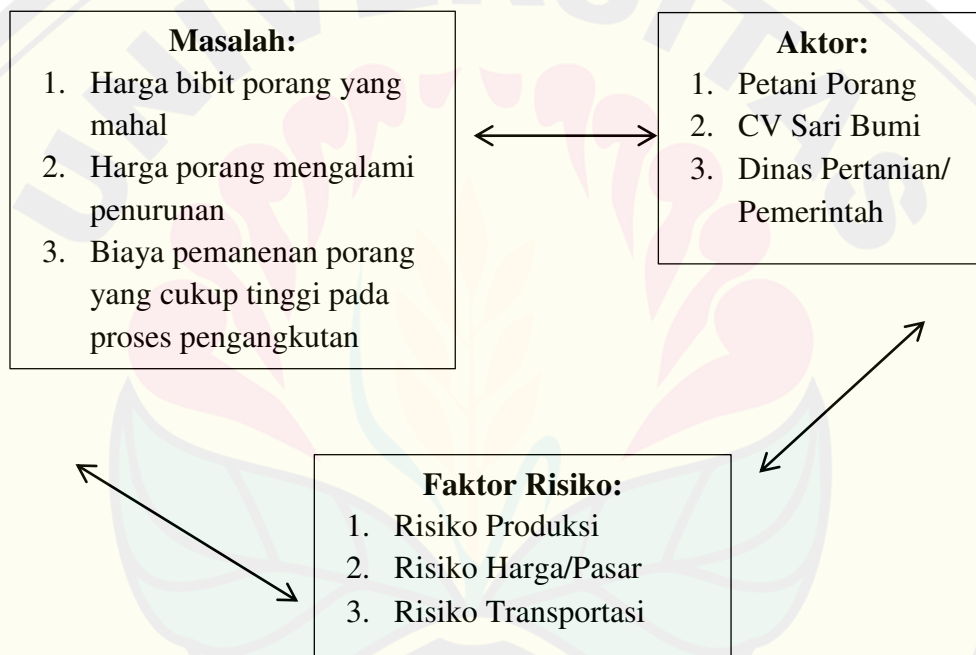 Masalah:
1. Harga bibit porang yang
mahal
2. Harga porang mengalami
penurunan
3. Biaya pemanenan porang
yang cukup tinggi pada
proses pengangkutan
Aktor:
1. Petani Porang
2. CV Sari Bumi
3. Dinas Pertanian/
Pemerintah
Faktor Risiko:
1. Risiko Produksi
2. Risiko Harga/Pasar
3. Risiko Transportasi
UNIVERSITAS